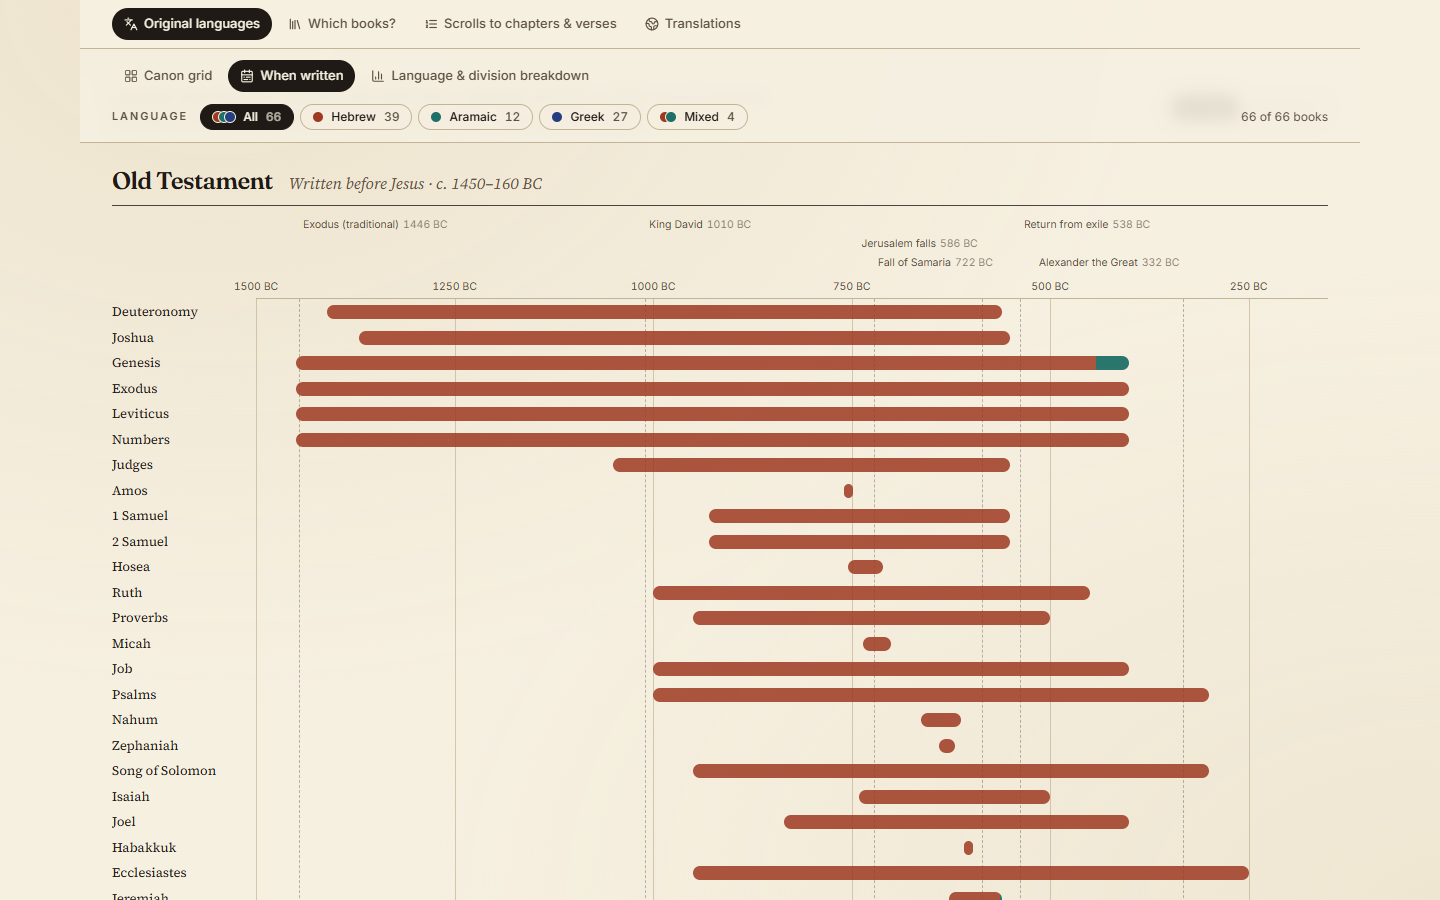 Original languages Which books? Scrolls to chapters & verses Translations
Canon grid When written Language & division breakdown
LANGUAGE All 66 Hebrew 39 Aramaic 12 Greek 27 Mixed 4 66 of 66 books
Old Testament Written before Jesus · c. 1450–160 BC
Exodus (traditional) 1446 BC King David 1010 BC Return from exile 538 BC
Jerusalem falls 586 BC
Fall of Samaria 722 BC Alexander the Great 332 BC
1500 BC 1250 BC 1000 BC 750 BC 500 BC 250 BC
Deuteronomy
Joshua
Genesis
Exodus
Leviticus
Numbers
Judges
Amos
1 Samuel
2 Samuel
Hosea
Ruth
Proverbs
Micah
Job
Psalms
Nahum
Zephaniah
Song of Solomon
Isaiah
Joel
Habakkuk
Ecclesiastes
Jeremiah